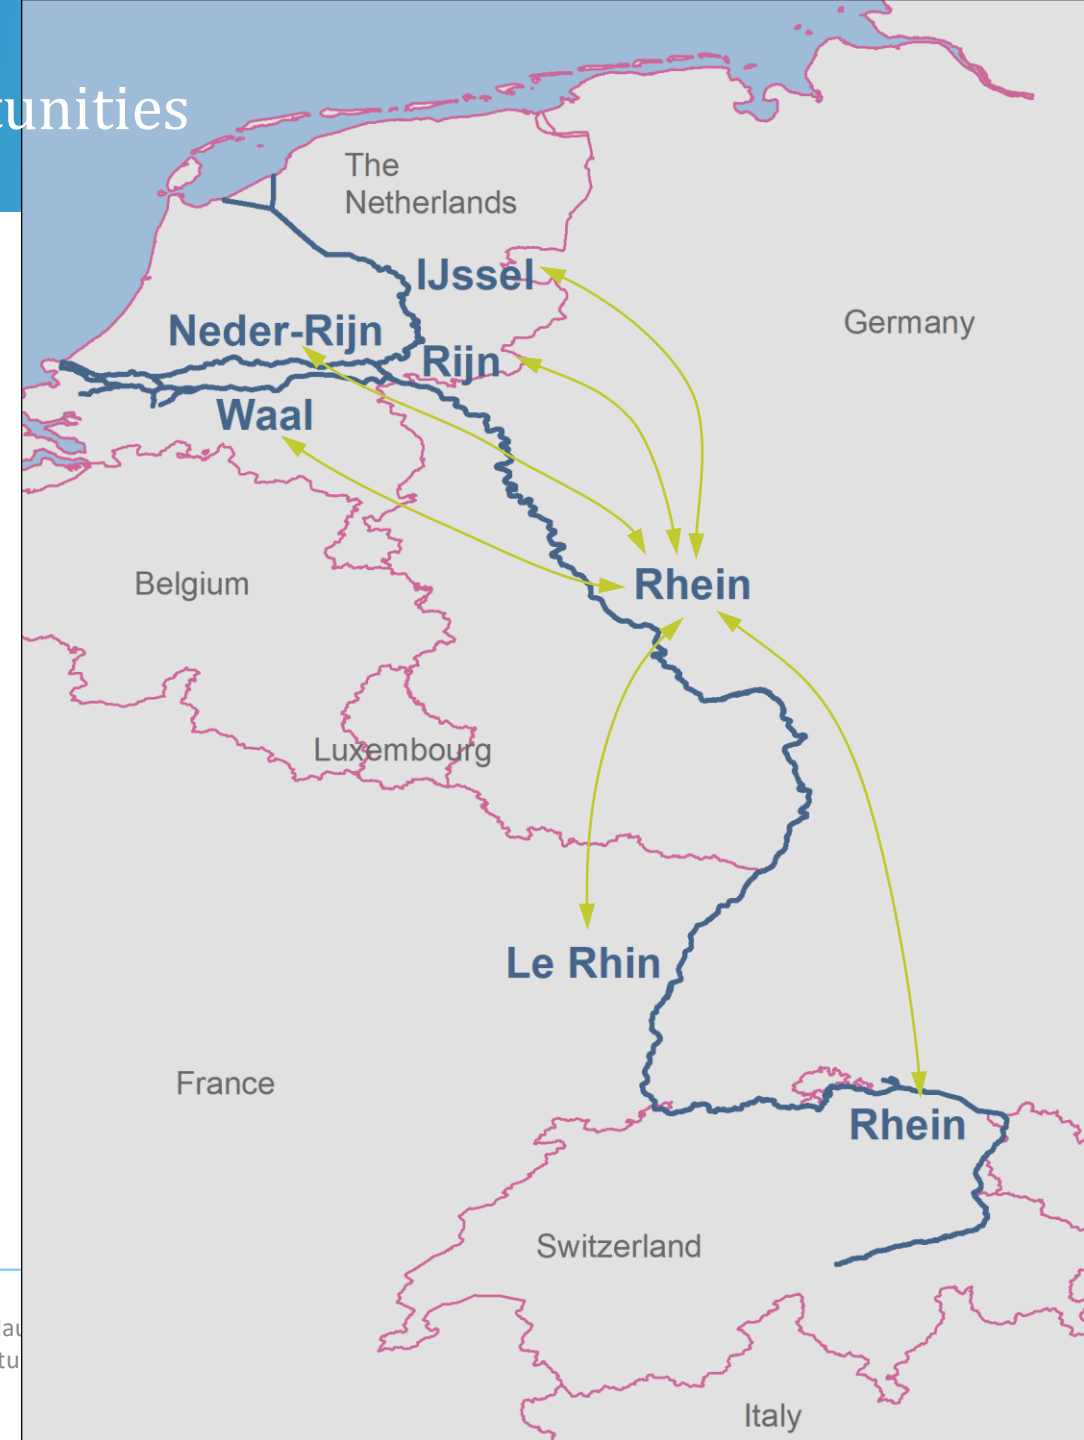 tunities
The
Netherlands
IJssel
Germany
Neder-Rijn
Rijn
Waal
Belgium
Rhein
Luxembourg
Le Rhin
France
Rhein
Switzerland
Italy